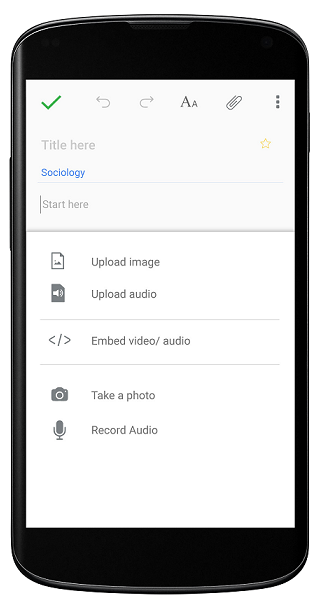 AA
Title here
Sociology
Start here
Upload image
Upload audio
</> Embed video/ audio
Take a photo
Record Audio